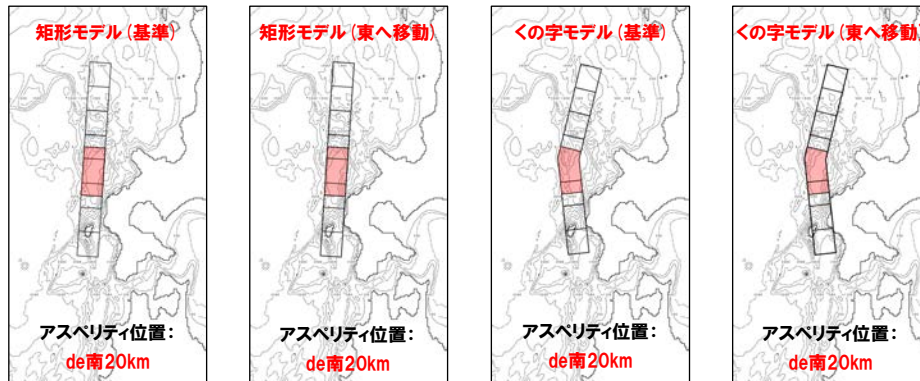 矩形モデル(基準)
アスペリティ位置：
de南20km
矩形モデル(東へ移動)
アスペリティ位置：
de南20km
くの字モデル(基準)
アスペリティ位置：
de南20km
くの字モデル(東へ移動)
アスペリティ位置：
de南20km